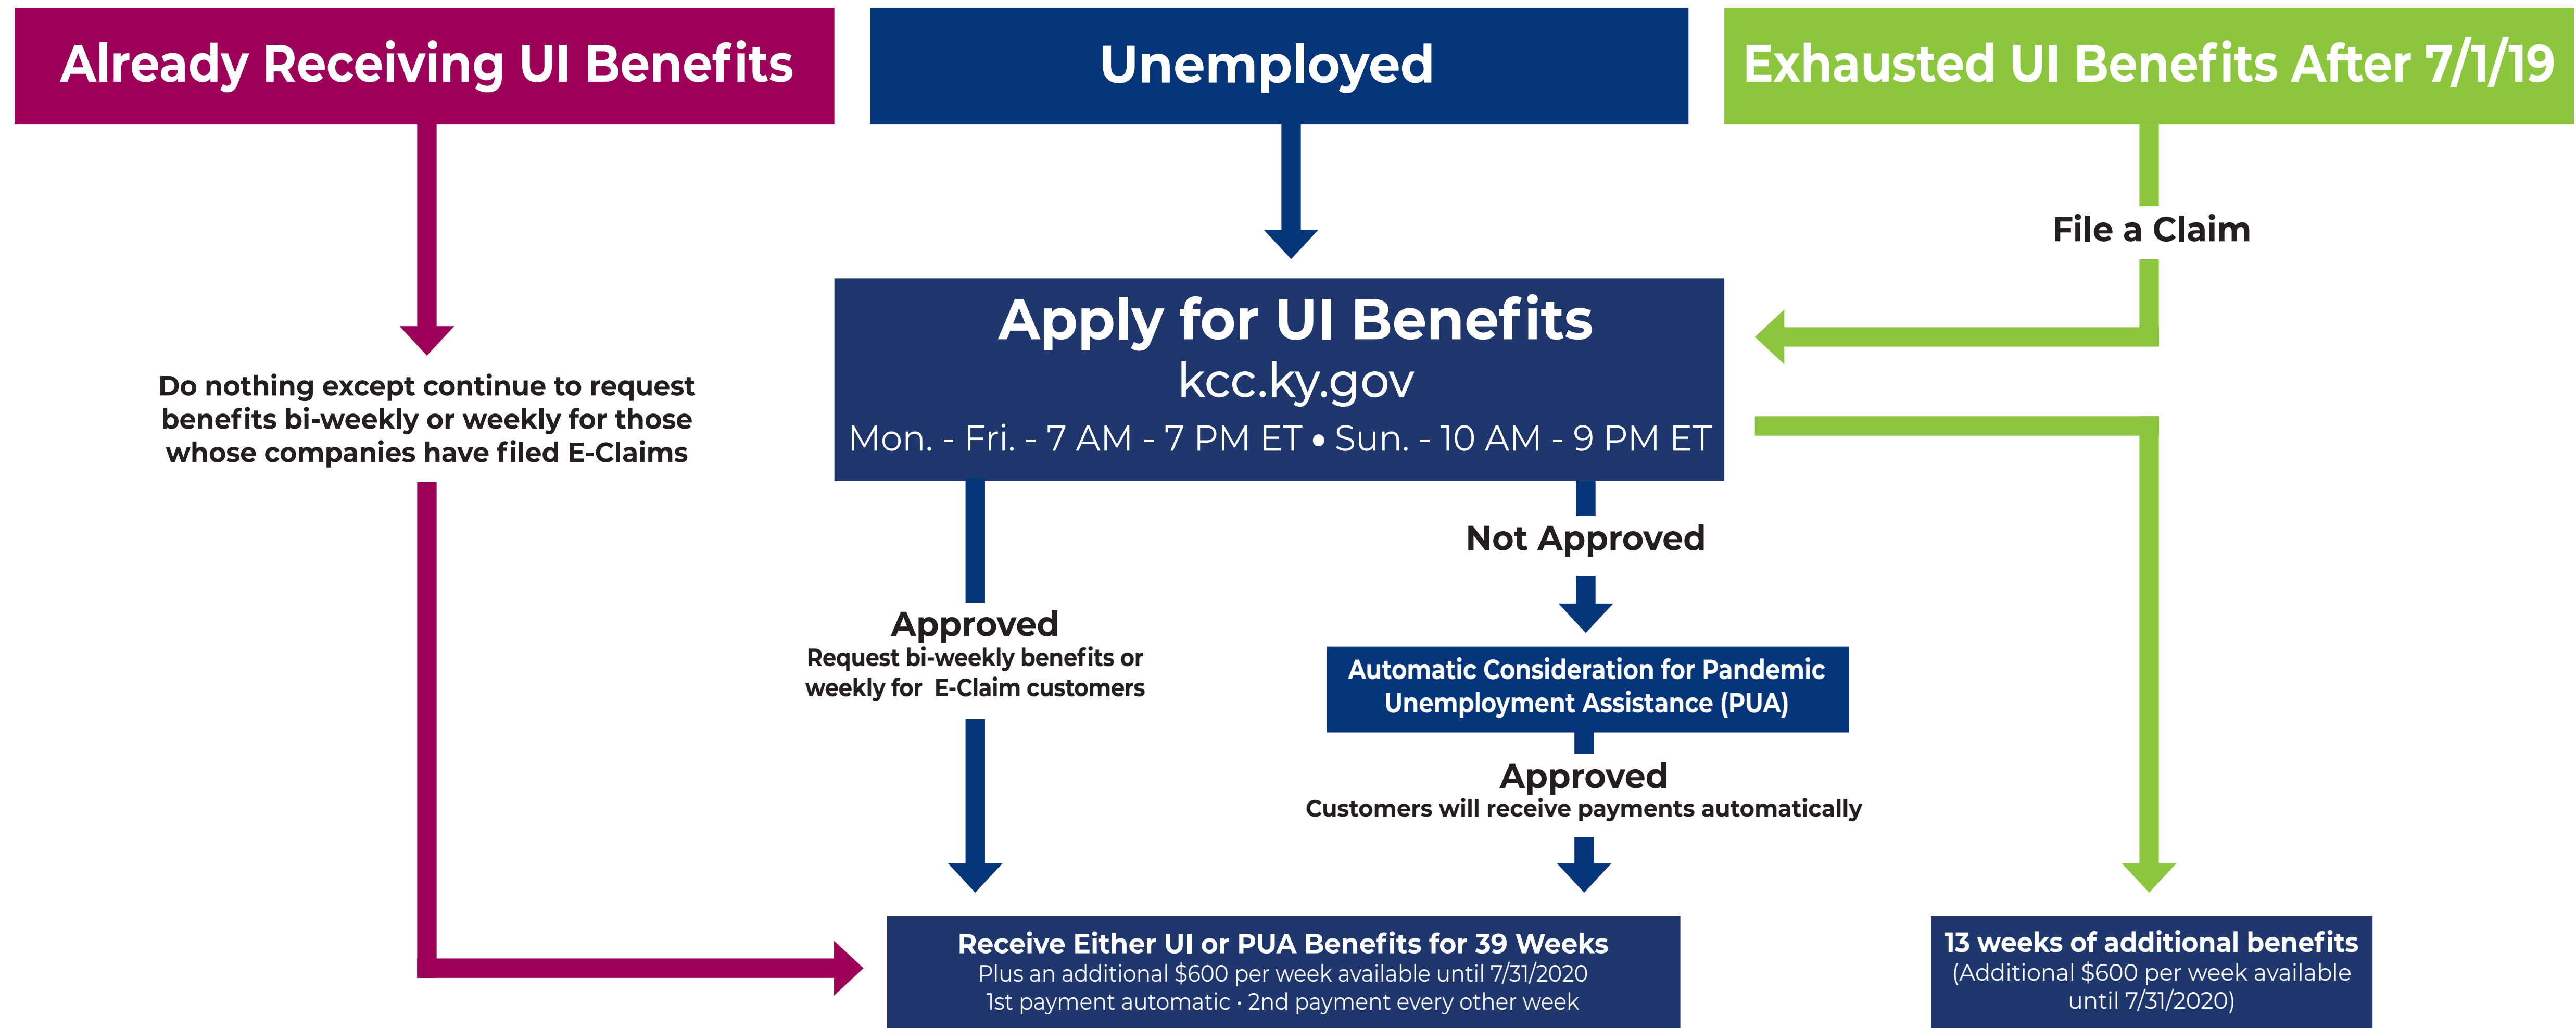 Already Receiving UI Benefits
Unemployed
Exhausted UI Benefits After 7/1/19
File a Claim
Do nothing except continue to request
benefits bi-weekly or weekly for those
whose companies have filed E-Claims
Apply for UI Benefits
kcc.ky.gov
Mon. - Fri. - 7 AM - 7 PM ET • Sun. - 10 AM - 9 PM ET
Not Approved
Approved
Request bi-weekly benefits or
weekly for E-Claim customers
Automatic Consideration for Pandemic
Unemployment Assistance (PUA)
Approved
Customers will receive payments automatically
Receive Either UI or PUA Benefits for 39 Weeks
Plus an additional $600 per week available until 7/31/2020
1st payment automatic • 2nd payment every other week
13 weeks of additional benefits
(Additional $600 per week available
until 7/31/2020)